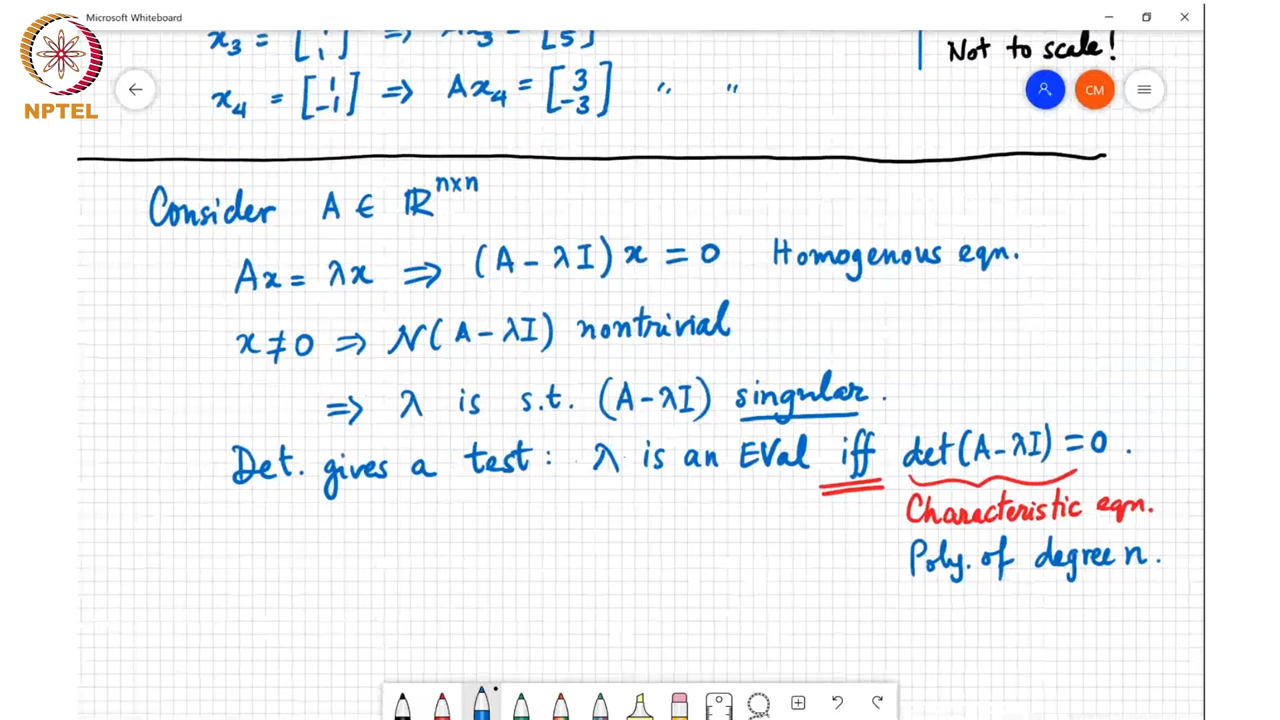 Microsoft Whiteboard
NPTEL
CM
Not to scale!
x₄ = [1 -1] => Ax₄ = [3 -3] " "
Consider A ∈ ℝⁿˣⁿ
Ax = λx => (A - λI) x = 0 Homogenous eqn.
x ≠ 0 => N(A - λI) nontrivial
=> λ is s.t. (A - λI) singular.
Det. gives a test: λ is an EVal iff det(A - λI) = 0.
Characteristic eqn.
Poly. of degree n.